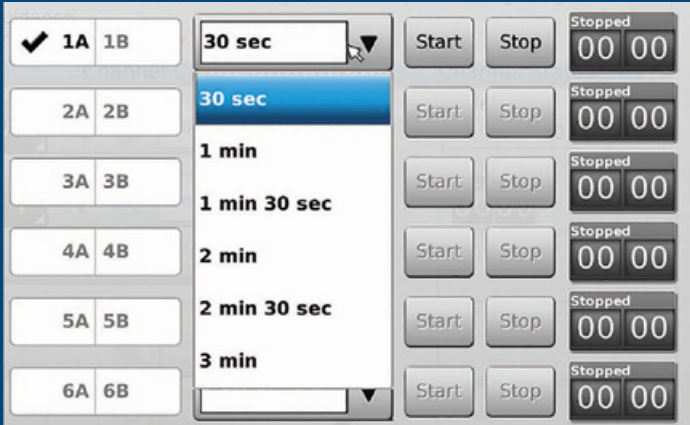 1A 1B 30 sec Start Stop Stopped 00 00
30 sec
2A 2B Start Stop Stopped 00 00
1 min
3A 3B Start Stop Stopped 00 00
1 min 30 sec
4A 4B 2 min Start Stop Stopped 00 00
5A 5B 2 min 30 sec Start Stop Stopped 00 00
3 min
6A 6B Start Stop Stopped 00 00